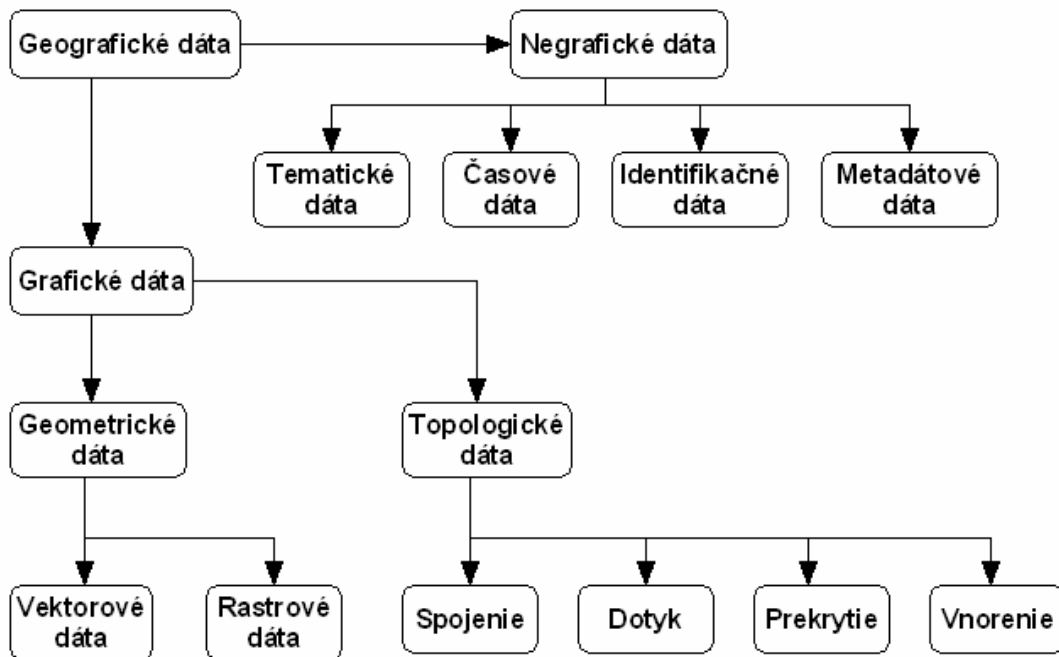 Geografické dáta
Negrafické dáta
Tematické
dáta
Časové
dáta
Identifikačné
dáta
Metadátové
dáta
Grafické dáta
Geometrické
dáta
Topologické
dáta
Vektorové
dáta
Rastrové
dáta
Spojenie
Dotyk
Prekrytie
Vnorenie